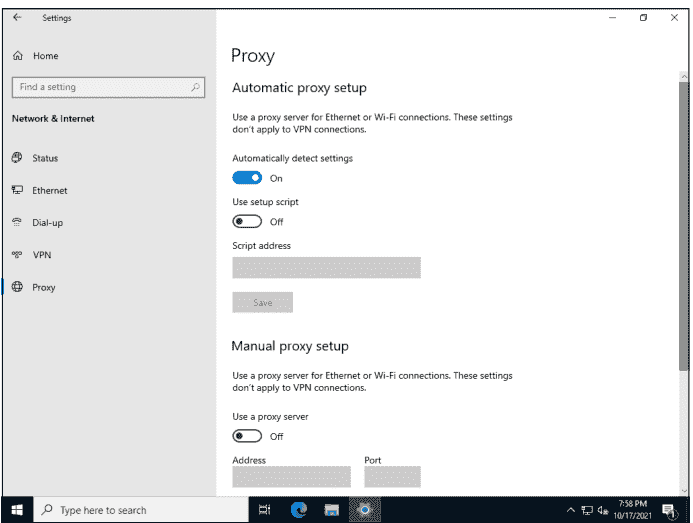 Settings
Home
Find a setting
Network & Internet
Status
Ethernet
Dial-up
VPN
Proxy
Proxy
Automatic proxy setup
Use a proxy server for Ethernet or Wi-Fi connections. These settings
don't apply to VPN connections.
Automatically detect settings
On
Use setup script
Off
Script address
Save
Manual proxy setup
Use a proxy server for Ethernet or Wi-Fi connections. These settings
don't apply to VPN connections.
Use a proxy server
Off
Address Port
Type here to search
7:58 PM
10/17/2021